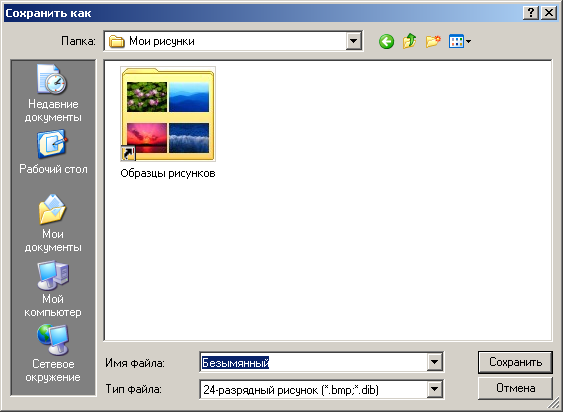 Сохранить как
Папка: Мои рисунки
Недавние
документы
Рабочий стол
Мои
документы
Мой
компьютер
Сетевое
окружение
Образцы рисунков
Имя файла: Безымянный Сохранить
Тип файла: 24-разрядный рисунок (*.bmp;*.dib) Отмена